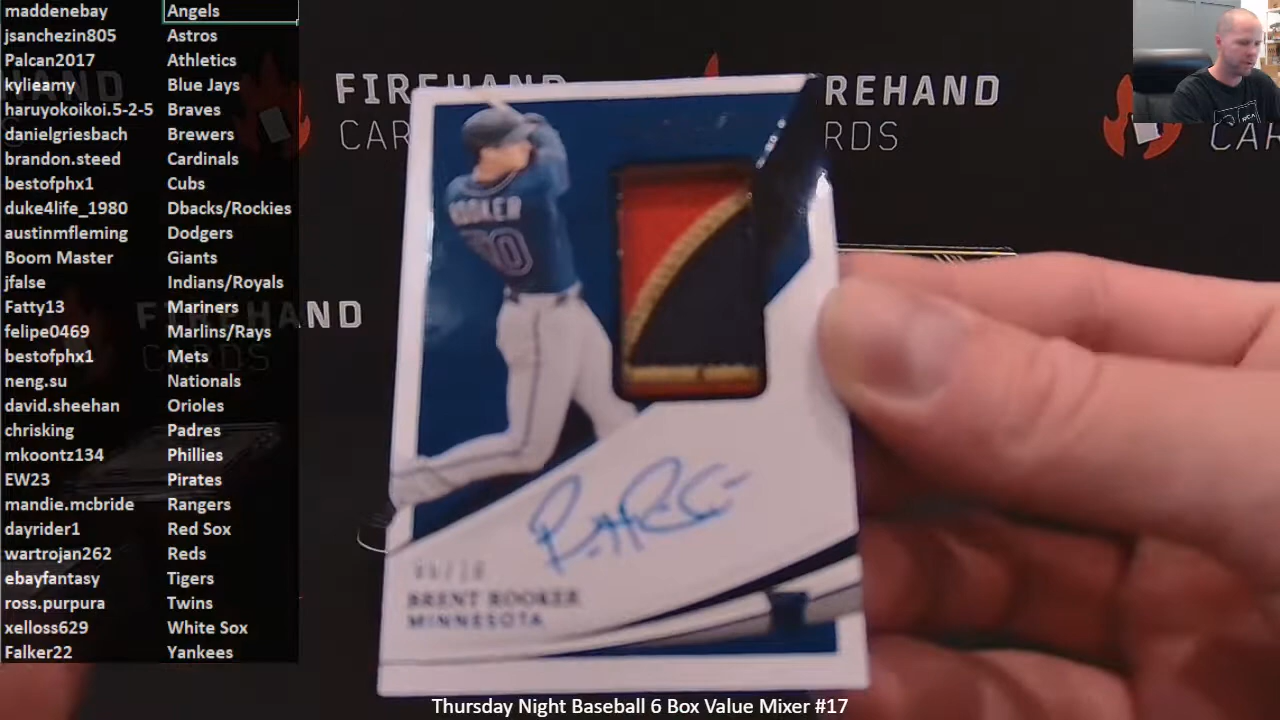 maddenebay Angels
jsanchezin805 Astros
Palcan2017 Athletics
kylieamy Blue Jays
haruyokoikoi.5-2-5 Braves
danielgriesbach Brewers
brandon.steed Cardinals
bestofphx1 Cubs
duke4life_1980 Dbacks/Rockies
austinmfleming Dodgers
Boom Master Giants
jfalse Indians/Royals
Fatty13 Mariners
felipe0469 Marlins/Rays
bestofphx1 Mets
neng.su Nationals
david.sheehan Orioles
chrisking Padres
mkoontz134 Phillies
EW23 Pirates
mandie.mcbride Rangers
dayrider1 Red Sox
wartrojan262 Reds
ebayfantasy Tigers
ross.purpura Twins
xelloss629 White Sox
Falker22 Yankees
FIREHAND
CARDS
REHAND
RDS
CAR
FIREHAND
CARDS
ROOKER
BRENT ROOKER
MINNESOTA
Thursday Night Baseball 6 Box Value Mixer #17